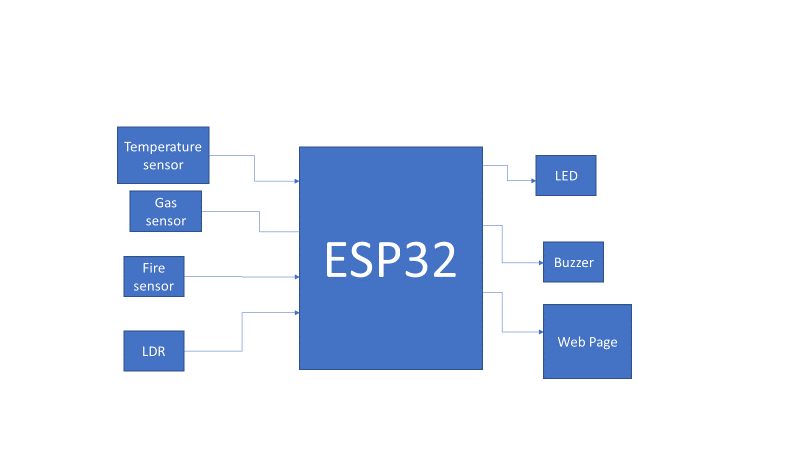 Temperature
sensor
Gas
sensor
Fire
sensor
LDR
ESP32
LED
Buzzer
Web Page